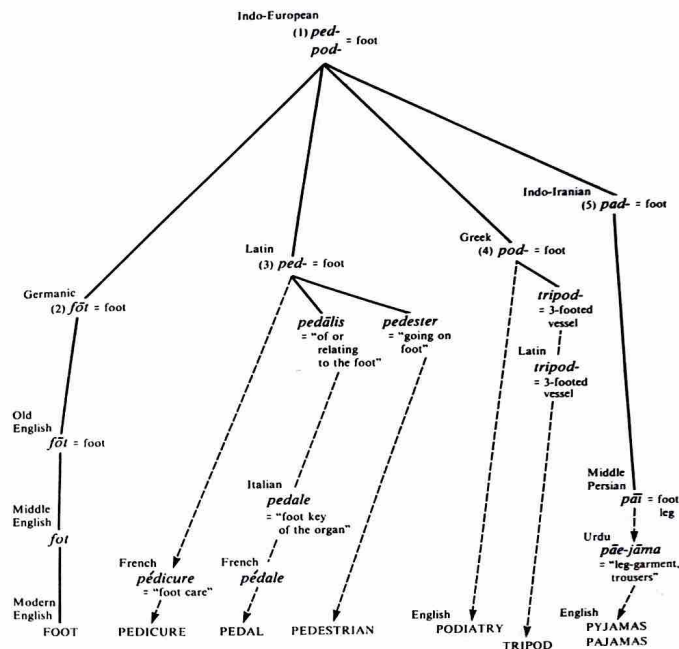 Indo-European
(1) ped-
pod- = foot
Indo-Iranian
(5) pad- = foot
Latin
(3) ped- = foot
Greek
(4) pod- = foot
Germanic
(2) fōt = foot
pedālis
= "of or
relating
to the foot"
pedester
= "going on
foot"
tripod-
= 3-footed
vessel
Latin
tripod-
= 3-footed
vessel
Old
English
fōt = foot
Middle
English
fot
Italian
pedale
= "foot key
of the organ"
Middle
Persian
pāī = foot
leg
Urdu
pāe-jāma
= "leg-garment,
trousers"
French
pédicure
= "foot care"
French
pédale
Modern
English
FOOT
PEDICURE
PEDAL
PEDESTRIAN
English
PODIATRY
TRIPOD
English
PYJAMAS
PAJAMAS